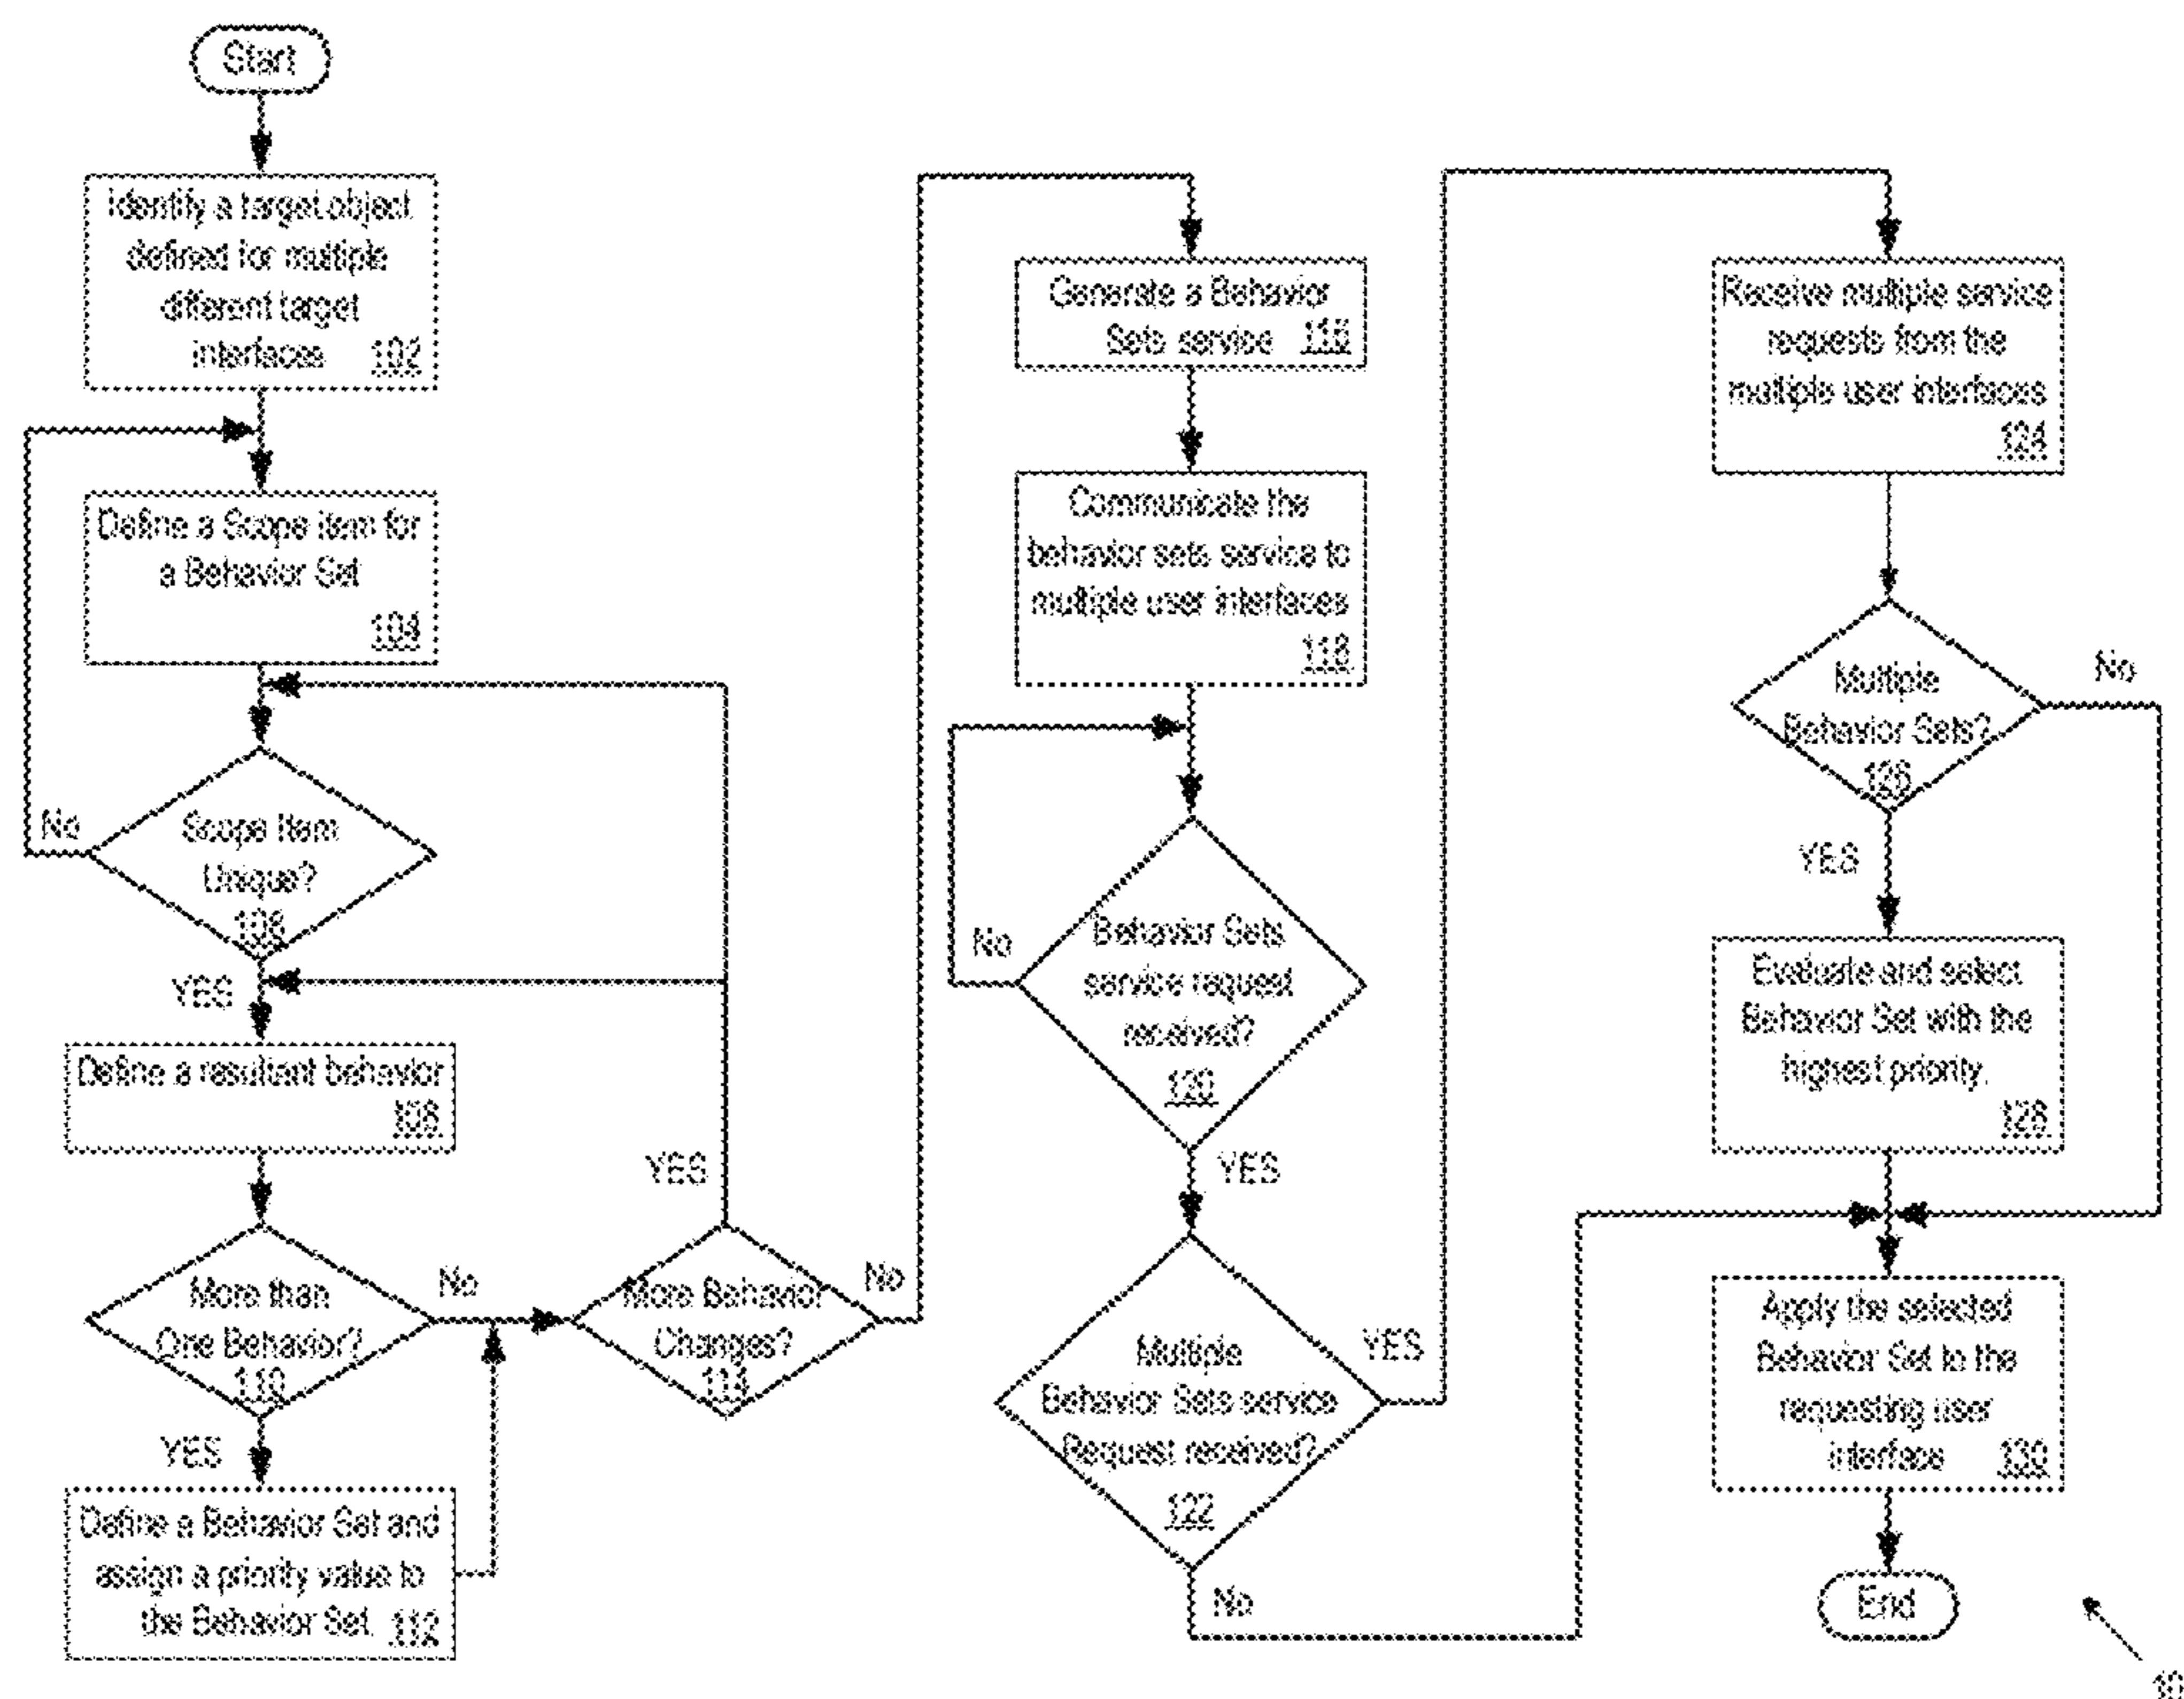 Start
Identify a target object
defined for multiple
different target
interfaces 102
Define a Scope item for
a Behavior Set
104
No
Scope Item
Unique?
YES
Define a resultant behavior
108
More than
One Behavior?
110
No
YES
Define a Behavior Set and
assign a priority value to
the Behavior Set. 112
YES
More Behavior
Changes?
114
No
Generate a Behavior
Sets service 116
Communicate the
behavior sets service to
multiple user interfaces
118
No
Behavior Sets
service request
received?
120
YES
Multiple
Behavior Sets service
Request received?
122
YES
No
Receive multiple service
requests from the
multiple user interfaces
124
Multiple
Behavior Sets?
126
No
YES
Evaluate and select
Behavior Set with the
highest priority.
128
Apply the selected
Behavior Set to the
requesting user
interface 130
End